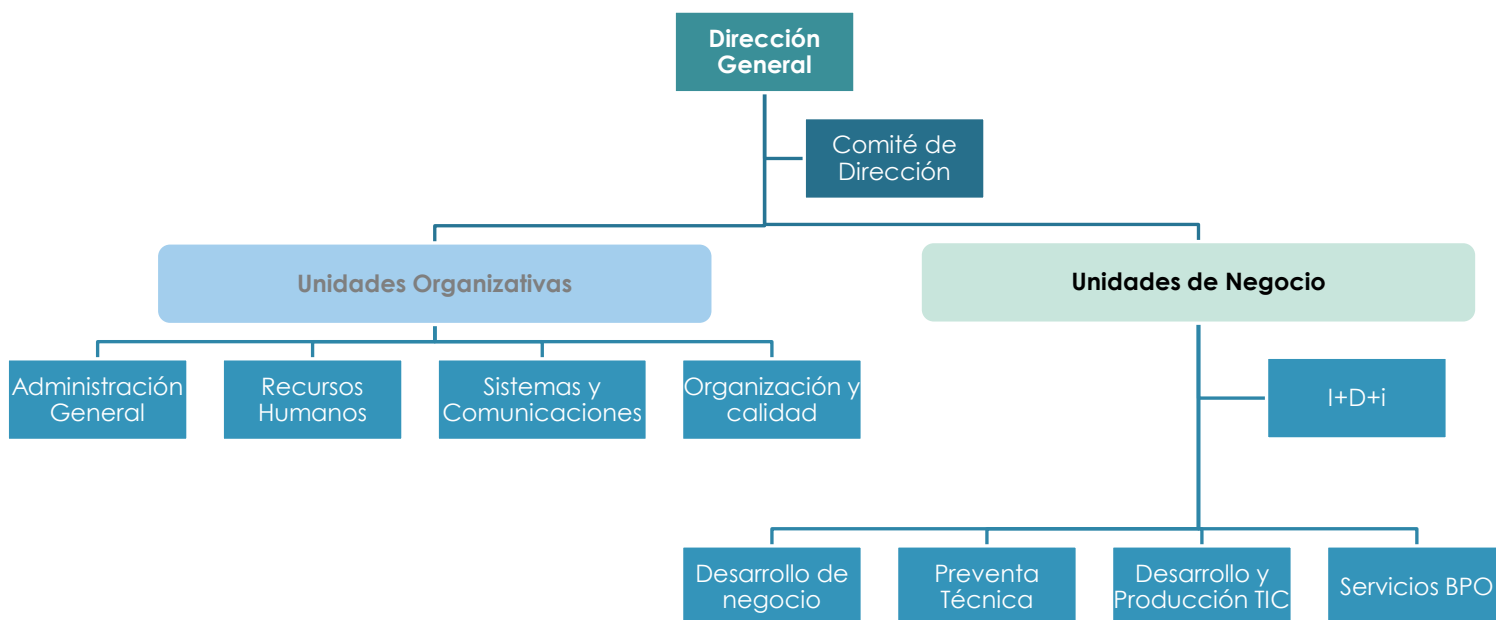 Dirección
General
Comité de
Dirección
Unidades Organizativas
Unidades de Negocio
Administración
General
Recursos
Humanos
Sistemas y
Comunicaciones
Organización y
calidad
I+D+i
Desarrollo de
negocio
Preventa
Técnica
Desarrollo y
Producción TIC
Servicios BPO